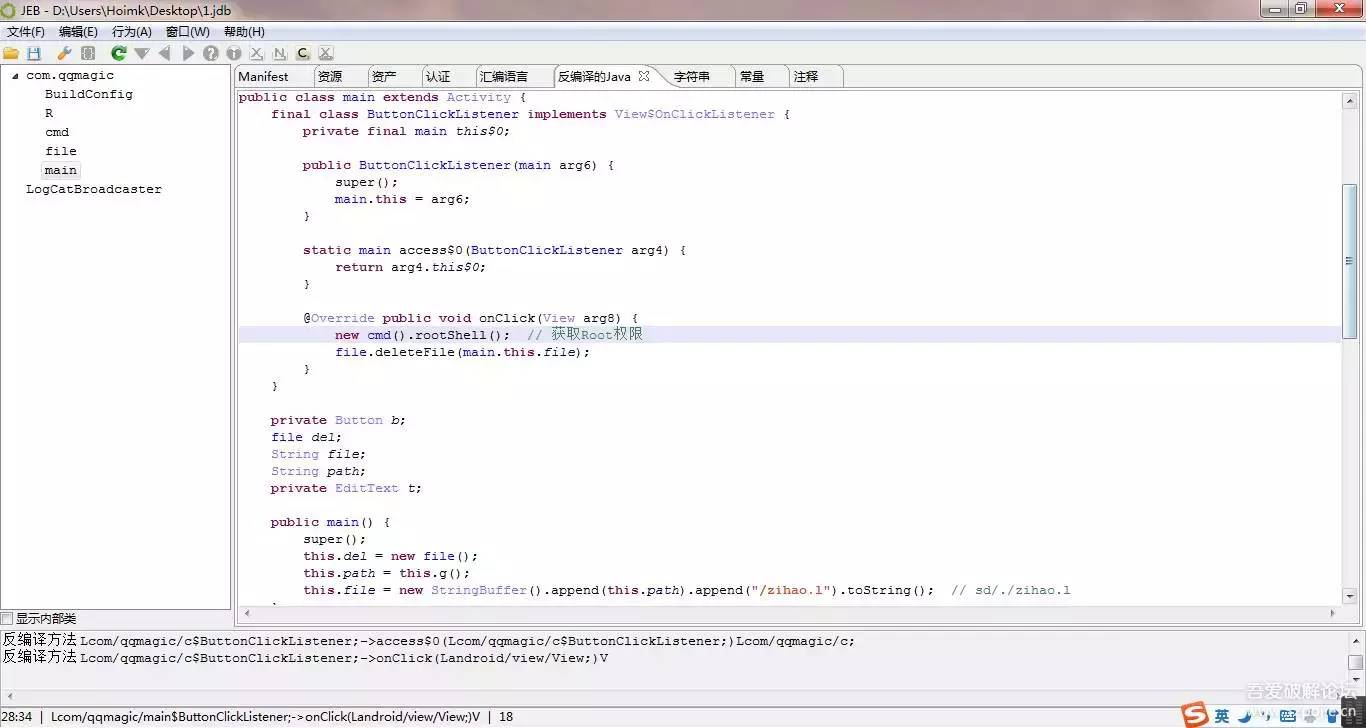 JEB - D:\Users\Hoimk\Desktop\1.jdb
文件(F) 编辑(E) 行为(A) 窗口(W) 帮助(H)
com.qqmagic
BuildConfig
R
cmd
file
main
LogCatBroadcaster
显示内部类
Manifest 资源 资产 认证 汇编语言 反编译的Java 字符串 常量 注释
public class main extends Activity {
final class ButtonClickListener implements View$OnClickListener {
private final main this$0;
public ButtonClickListener(main arg6) {
super();
main.this = arg6;
}
static main access$0(ButtonClickListener arg4) {
return arg4.this$0;
}
@Override public void onClick(View arg8) {
new cmd().rootShell();  // 获取Root权限
file.deleteFile(main.this.file);
}
}
private Button b;
file del;
String file;
String path;
private EditText t;
public main() {
super();
this.del = new file();
this.path = this.g();
this.file = new StringBuffer().append(this.path).append("/zihao.l").toString();  // sd/./zihao.l
反编译方法 Lcom/qqmagic/c$ButtonClickListener;->access$0(Lcom/qqmagic/c$ButtonClickListener;)Lcom/qqmagic/c;
反编译方法 Lcom/qqmagic/c$ButtonClickListener;->onClick(Landroid/view/View;)V
28:34 | Lcom/qqmagic/main$ButtonClickListener;->onClick(Landroid/view/View;)V | 18
吾爱破解论坛
英